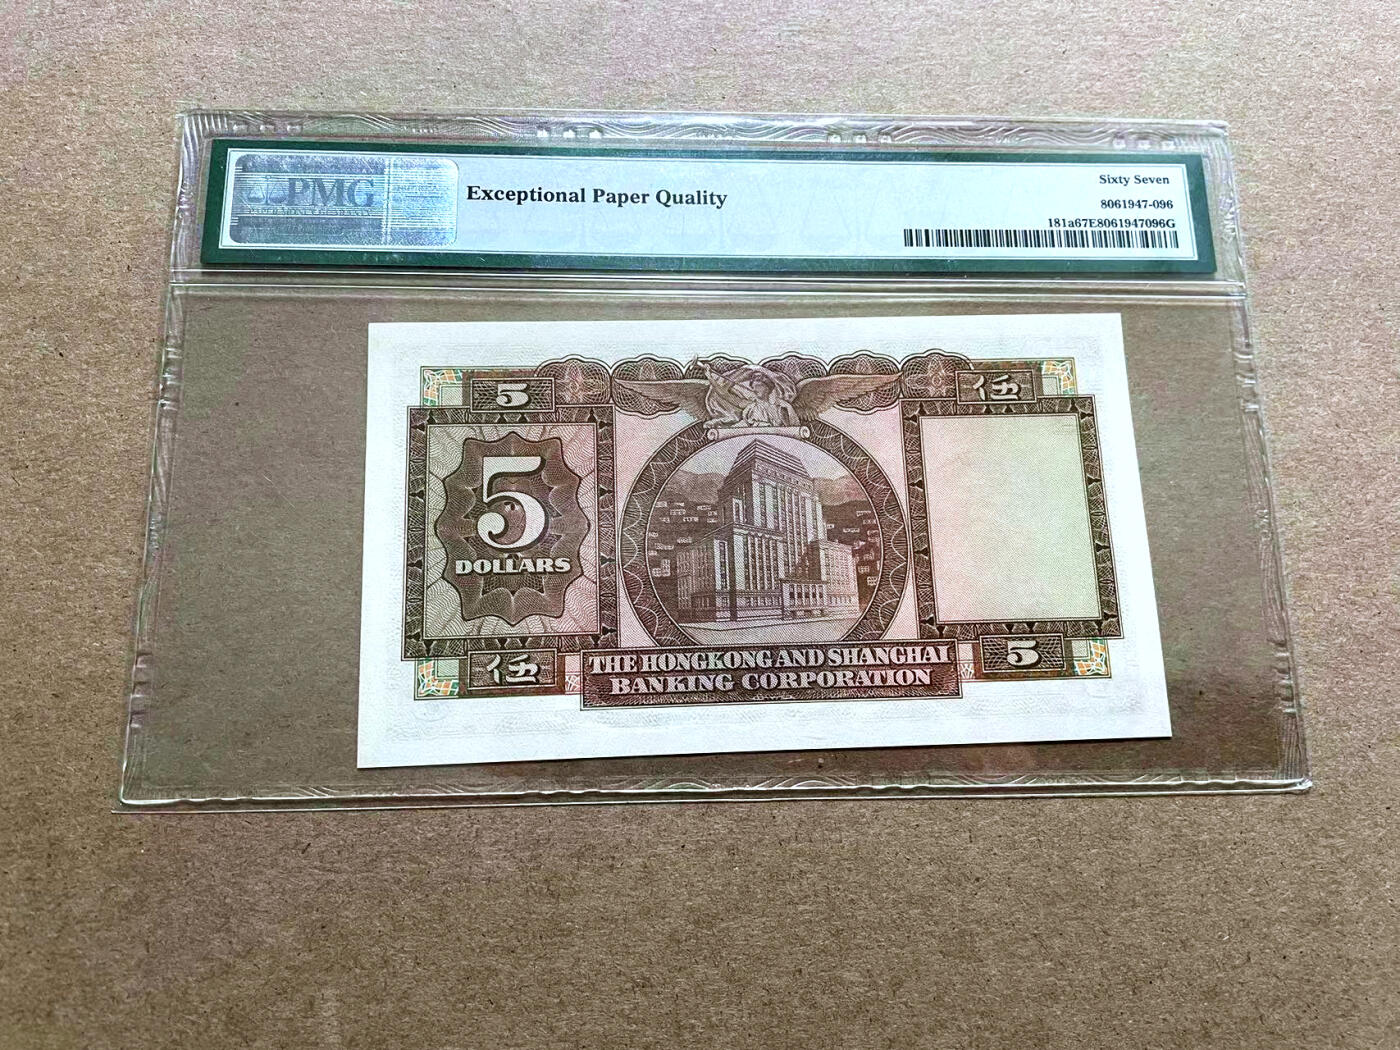 PMG
Exceptional Paper Quality
Sixty Seven
8061947-096
181a67E8061947096G
5
伍
5
DOLLARS
伍
THE HONGKONG AND SHANGHAI
BANKING CORPORATION
5